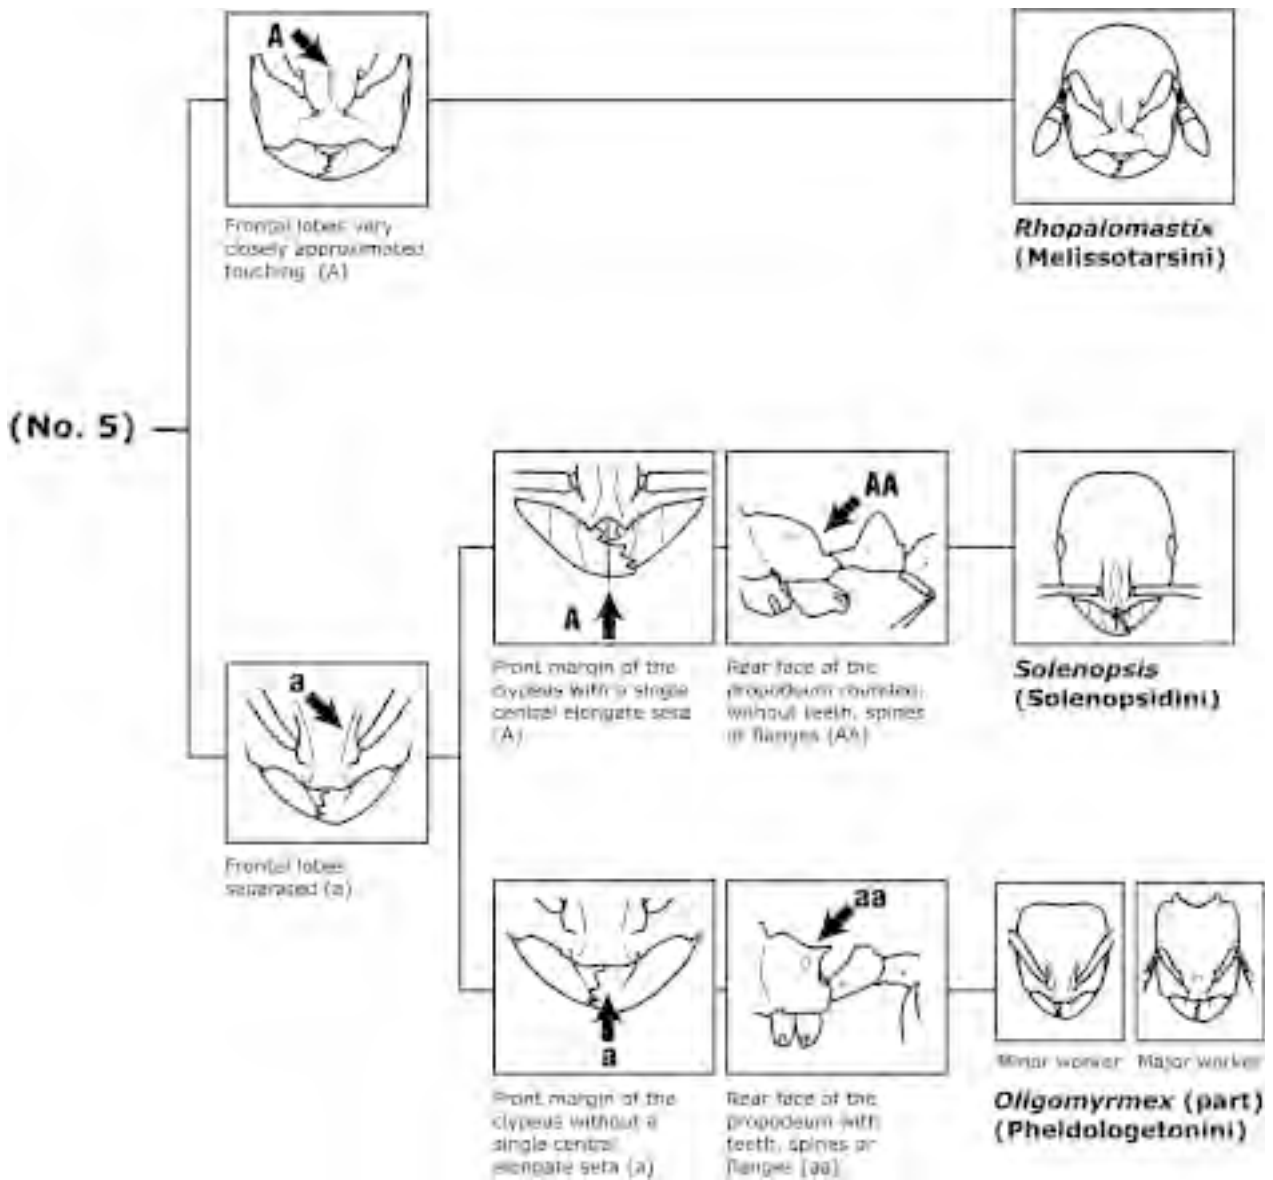 A
Frontal lobes very
closely approximated
touching (A)
Rhopalomastix
(Melissotarsini)
(No. 5)
A
AA
Front margin of the
clypeus with a single
central elongate seta
(A)
Rear face of the
propodeum rounded,
without teeth, spines
or flanges (AA)
Solenopsis
(Solenopsidini)
a
Frontal lobes
separated (a)
a
aa
Front margin of the
clypeus without a
single central
elongate seta (a)
Rear face of the
propodeum with
teeth, spines or
flanges (aa)
Minor worker
Major worker
Oligomyrmex (part)
(Pheidologetonini)